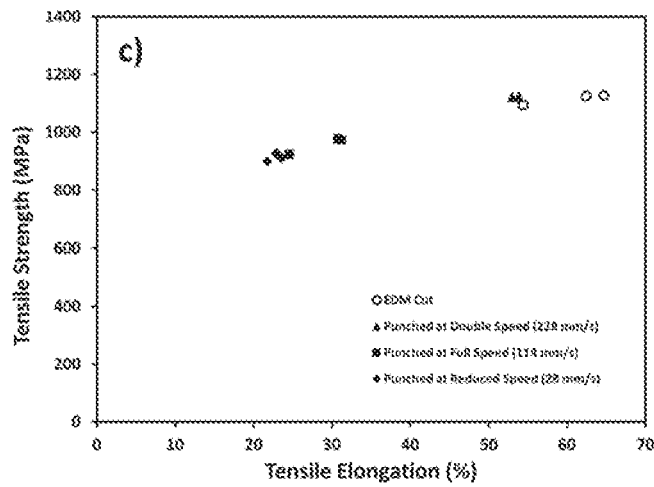 c)
1400
1200
1000
800
600
400
200
0
0 10 20 30 40 50 60 70
Tensile Strength (MPa)
Tensile Elongation (%)
EDM Cut
Punched at Double Speed (228 mm/s)
Punched at Full Speed (114 mm/s)
Punched at Reduced Speed (28 mm/s)